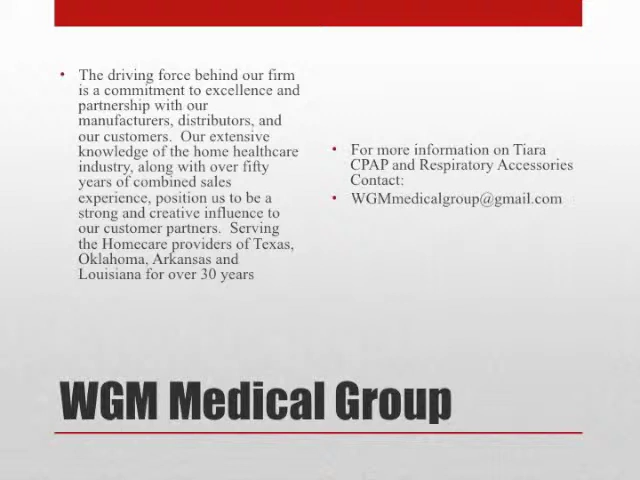 • The driving force behind our firm
is a commitment to excellence and
partnership with our
manufacturers, distributors, and
our customers.  Our extensive
knowledge of the home healthcare
industry, along with over fifty
years of combined sales
experience, position us to be a
strong and creative influence to
our customer partners.  Serving
the Homecare providers of Texas,
Oklahoma, Arkansas and
Louisiana for over 30 years
• For more information on Tiara
CPAP and Respiratory Accessories
Contact:
• WGMmedicalgroup@gmail.com
WGM Medical Group